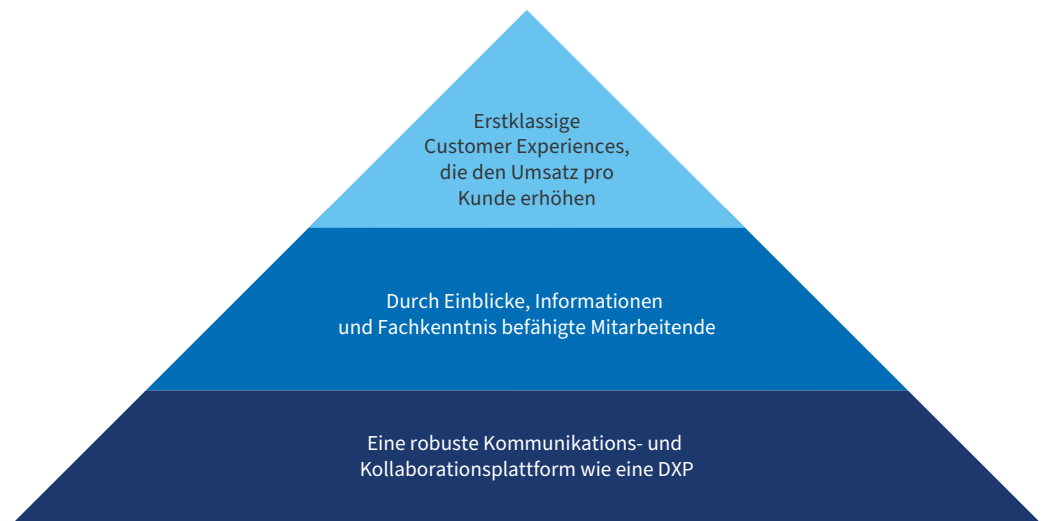 Erstklassige
Customer Experiences,
die den Umsatz pro
Kunde erhöhen
Durch Einblicke, Informationen
und Fachkenntnis befähigte Mitarbeitende
Eine robuste Kommunikations- und
Kollaborationsplattform wie eine DXP